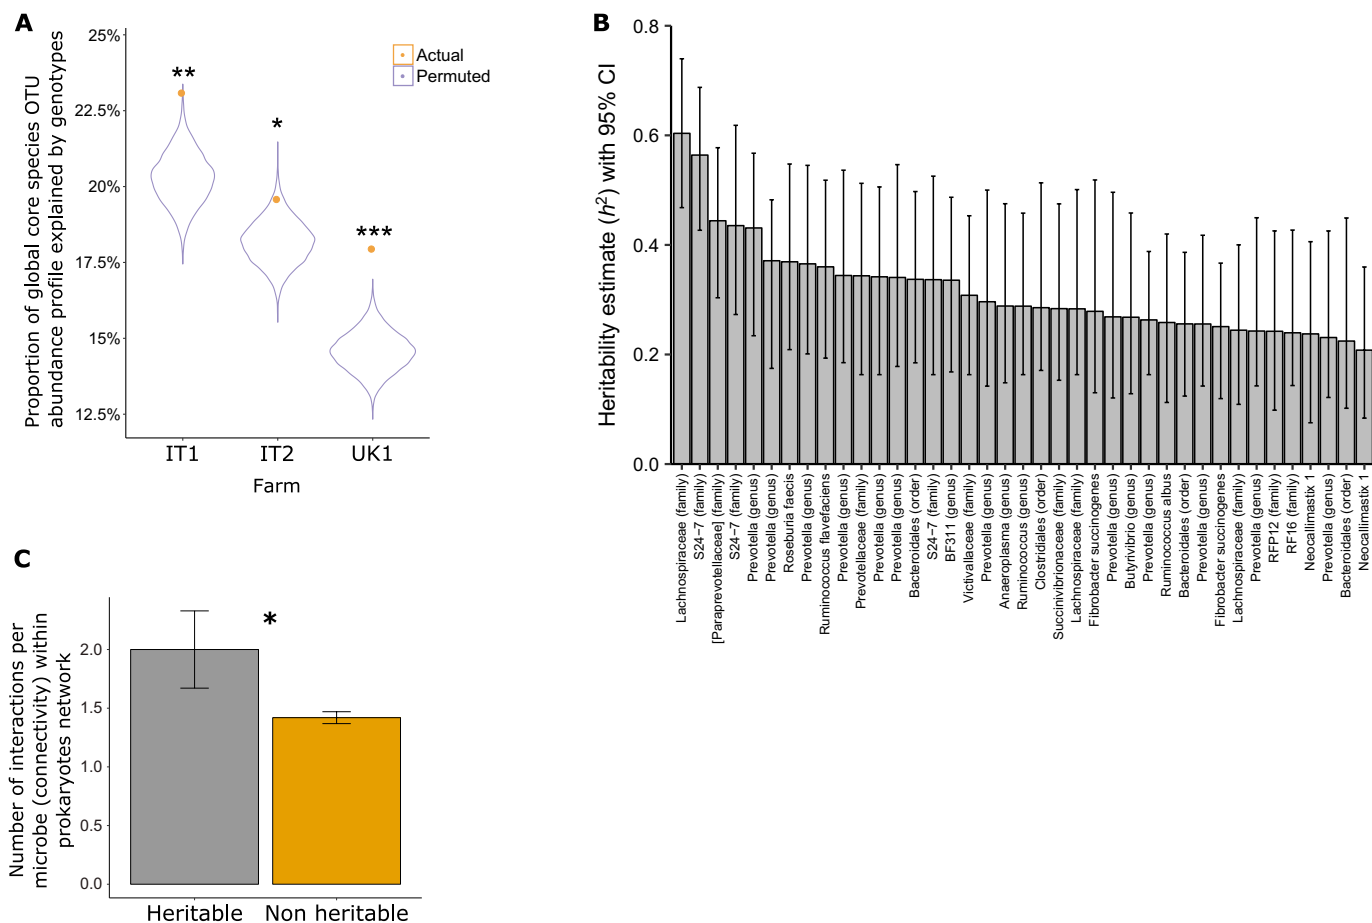 A
Proportion of global core species OTU
abundance profile explained by genotypes
25%
22.5%
20%
17.5%
15%
12.5%
**
*
***
Actual
Permuted
IT1
IT2
UK1
Farm
B
Heritability estimate (h²) with 95% CI
0.8
0.6
0.4
0.2
0.0
Lachnospiraceae (family)
S24−7 (family)
[Paraprevotellaceae] (family)
S24−7 (family)
Prevotella (genus)
Prevotella (genus)
Roseburia faecis
Prevotella (genus)
Ruminococcus flavefaciens
Prevotella (genus)
Prevotellaceae (family)
Prevotella (genus)
Prevotella (genus)
Bacteroidales (order)
S24−7 (family)
BF311 (genus)
Victivallaceae (family)
Prevotella (genus)
Anaeroplasma (genus)
Ruminococcus (genus)
Clostridiales (order)
Succinivibrionaceae (family)
Lachnospiraceae (family)
Fibrobacter succinogenes
Prevotella (genus)
Butyrivibrio (genus)
Prevotella (genus)
Ruminococcus albus
Bacteroidales (order)
Prevotella (genus)
Fibrobacter succinogenes
Lachnospiraceae (family)
Prevotella (genus)
RFP12 (family)
RF16 (family)
Neocallimastix 1
Prevotella (genus)
Bacteroidales (order)
Neocallimastix 1
C
Number of interactions per
microbe (connectivity) within
prokaryotes network
2.0
1.5
1.0
0.5
0.0
*
Heritable
Non heritable